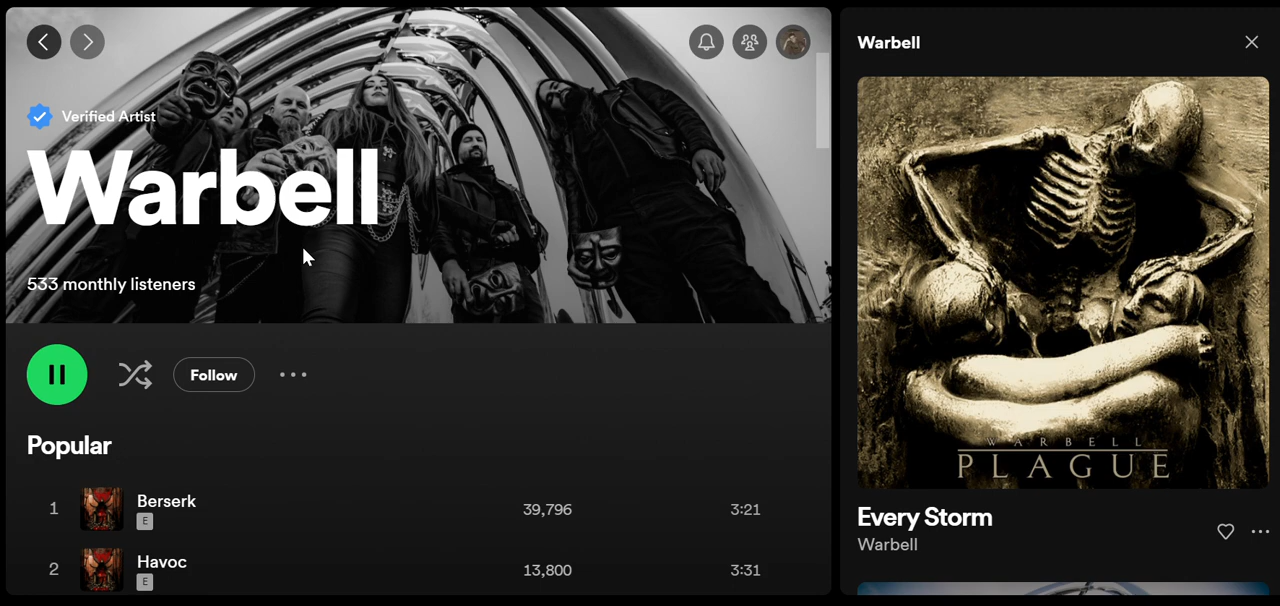 Verified Artist
Warbell
533 monthly listeners
Follow
Popular
1
Berserk
E
39,796
3:21
2
Havoc
E
13,800
3:31
Warbell
WARBELL
PLAGUE
Every Storm
Warbell